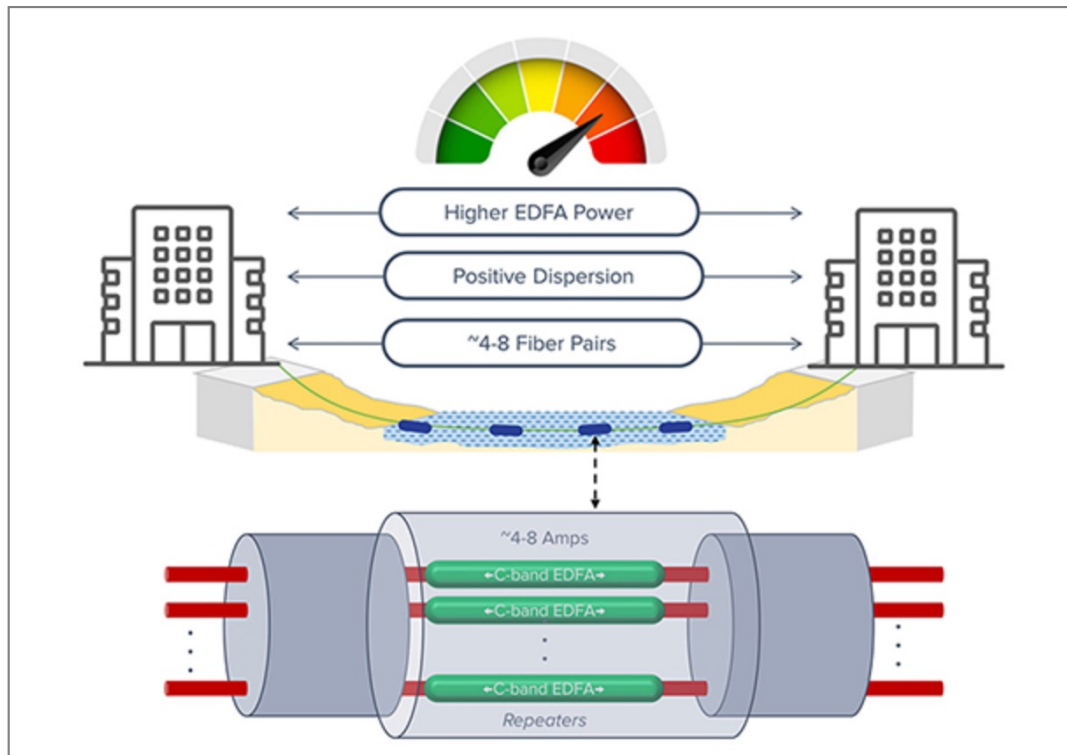 Higher EDFA Power
Positive Dispersion
~4-8 Fiber Pairs
~4-8 Amps
←C-band EDFA→
←C-band EDFA→
←C-band EDFA→
Repeaters